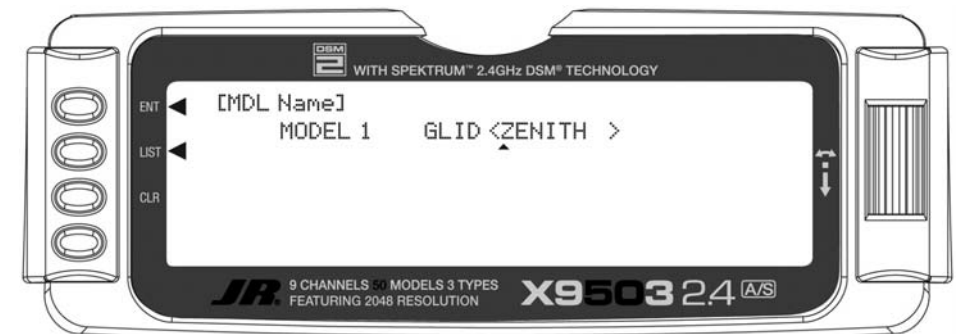 DSM
2
WITH SPEKTRUM™ 2.4GHz DSM® TECHNOLOGY
ENT
[MDL Name]
MODEL 1 GLID <ZENITH >
LIST
CLR
JR.
9 CHANNELS 50 MODELS 3 TYPES
FEATURING 2048 RESOLUTION
X9503 2.4 A/S